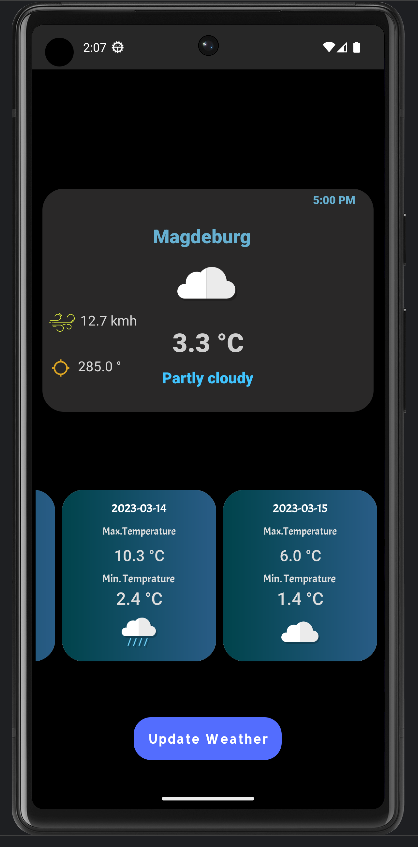 2:07
5:00 PM
Magdeburg
12.7 kmh
3.3 °C
285.0 °
Partly cloudy
2023-03-14
Max.Temperature
10.3 °C
Min. Temprature
2.4 °C
2023-03-15
Max.Temperature
6.0 °C
Min. Temprature
1.4 °C
Update Weather